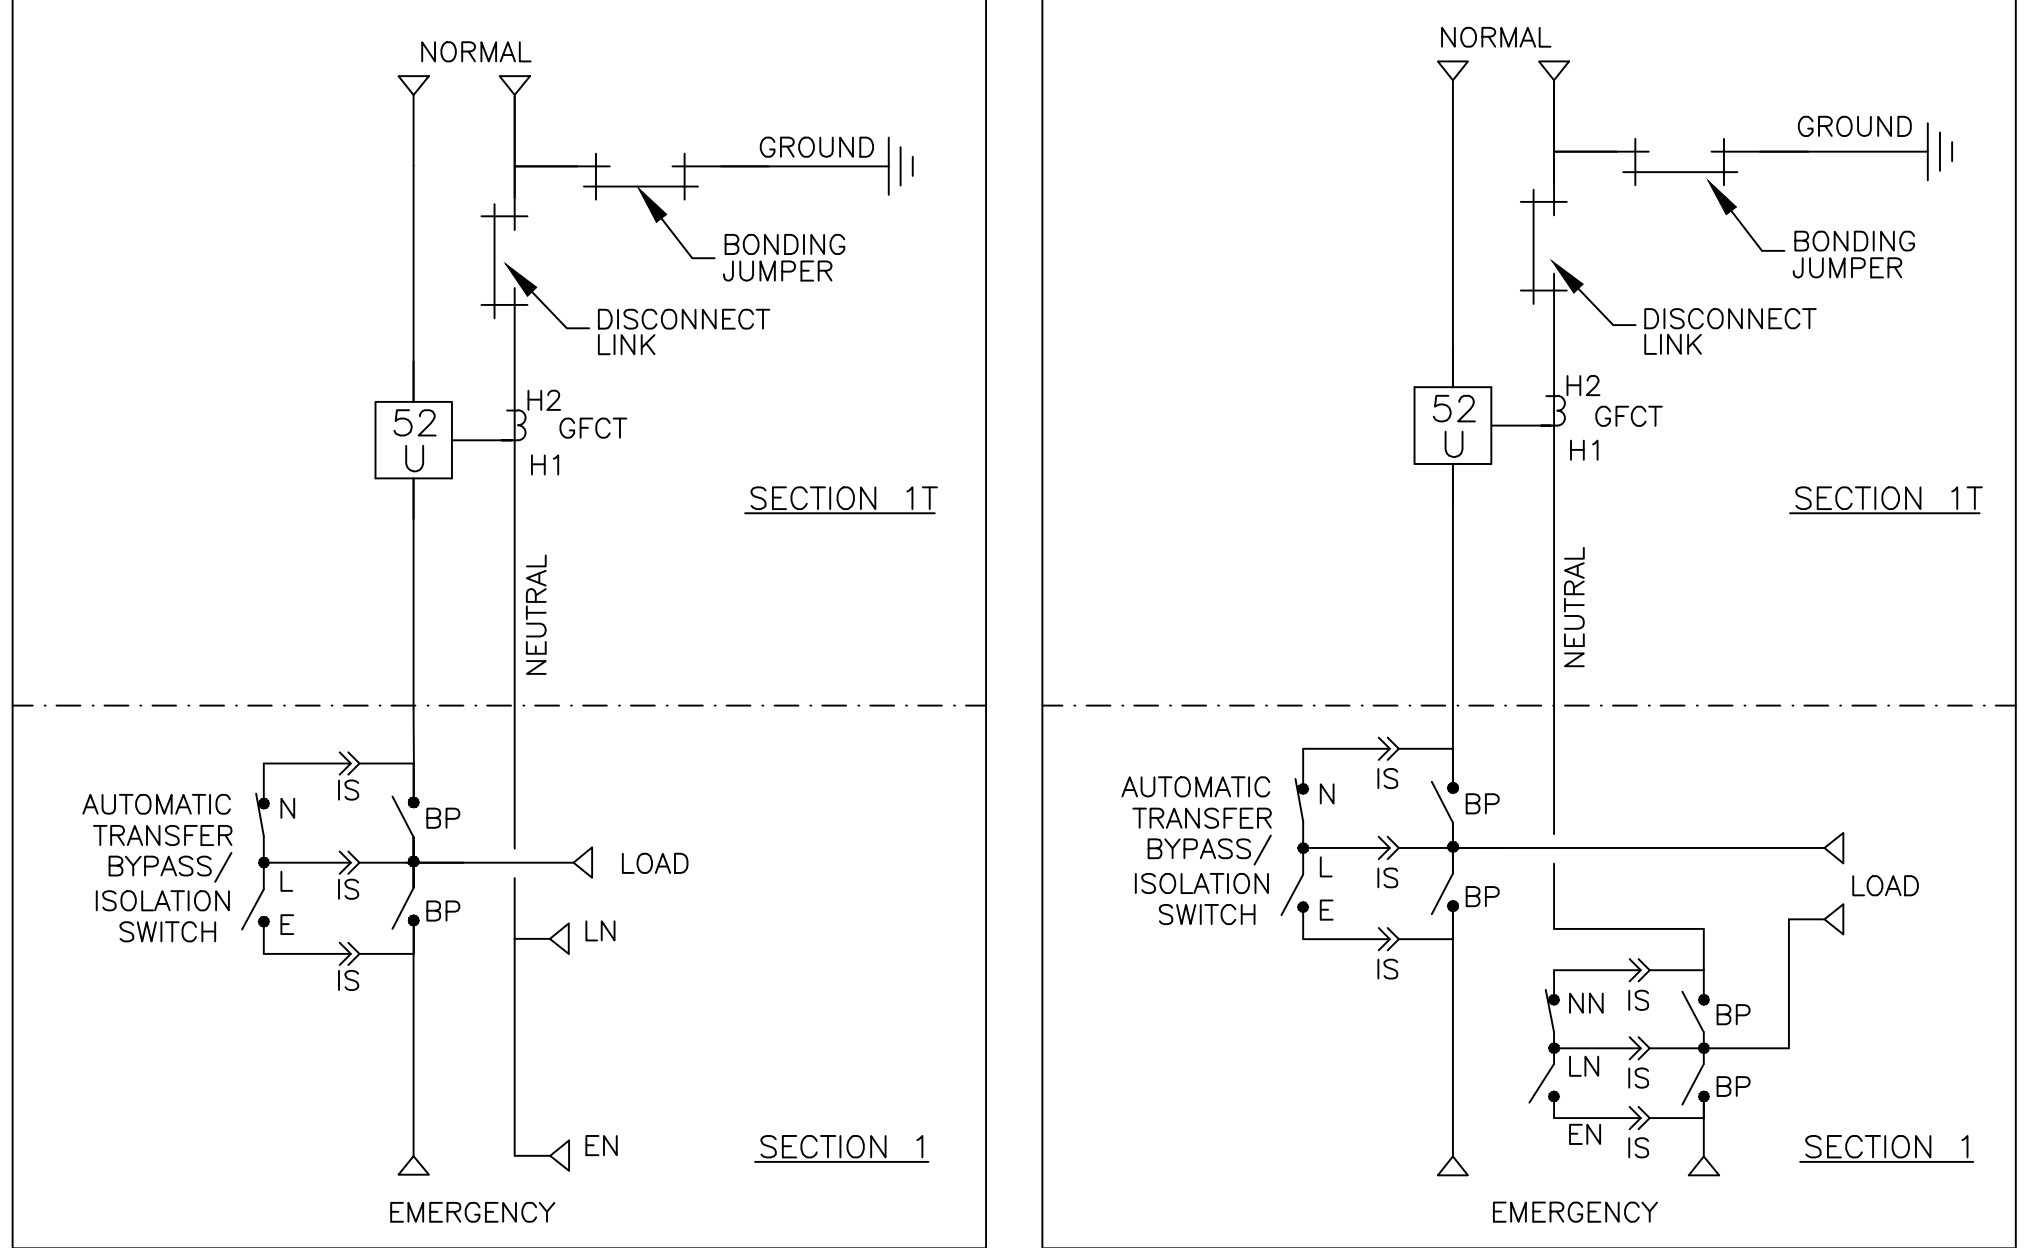 NORMAL
GROUND
BONDING
JUMPER
DISCONNECT
LINK
52
U
H2
GFCT
H1
SECTION 1T
NEUTRAL
AUTOMATIC
TRANSFER
BYPASS/
ISOLATION
SWITCH
N
L
E
IS
IS
IS
BP
BP
LOAD
LN
EN
SECTION 1
EMERGENCY
NORMAL
GROUND
BONDING
JUMPER
DISCONNECT
LINK
52
U
H2
GFCT
H1
SECTION 1T
NEUTRAL
AUTOMATIC
TRANSFER
BYPASS/
ISOLATION
SWITCH
N
L
E
IS
IS
IS
BP
BP
LOAD
NN
LN
EN
IS
IS
IS
BP
BP
SECTION 1
EMERGENCY